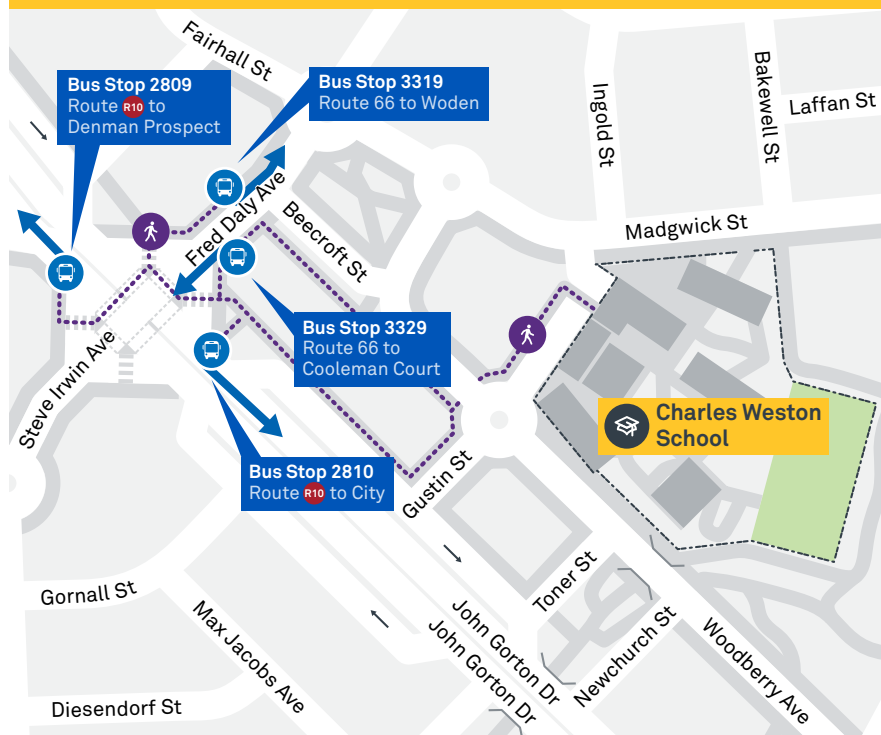 Fairhall St
Bus Stop 2809
Route R10 to
Denman Prospect
Bus Stop 3319
Route 66 to Woden
Ingold St
Bakewell St
Laffan St
Fred Daly Ave
Beecroft St
Madgwick St
Bus Stop 3329
Route 66 to
Cooleman Court
Steve Irwin Ave
Charles Weston
School
Bus Stop 2810
Route R10 to City
Gustin St
Toner St
Gornall St
Max Jacobs Ave
John Gorton Dr
John Gorton Dr
Newchurch St
Woodberry Ave
Diesendorf St